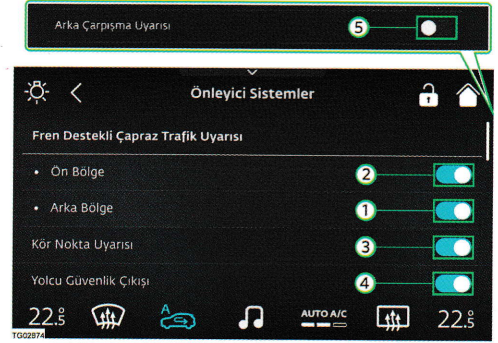 Arka Çarpışma Uyarısı
5
Önleyici Sistemler
Fren Destekli Çapraz Trafik Uyarısı
• Ön Bölge
2
• Arka Bölge
1
Kör Nokta Uyarısı
3
Yolcu Güvenlik Çıkışı
4
22.5° A AUTO A/C 22.5°
TG02874